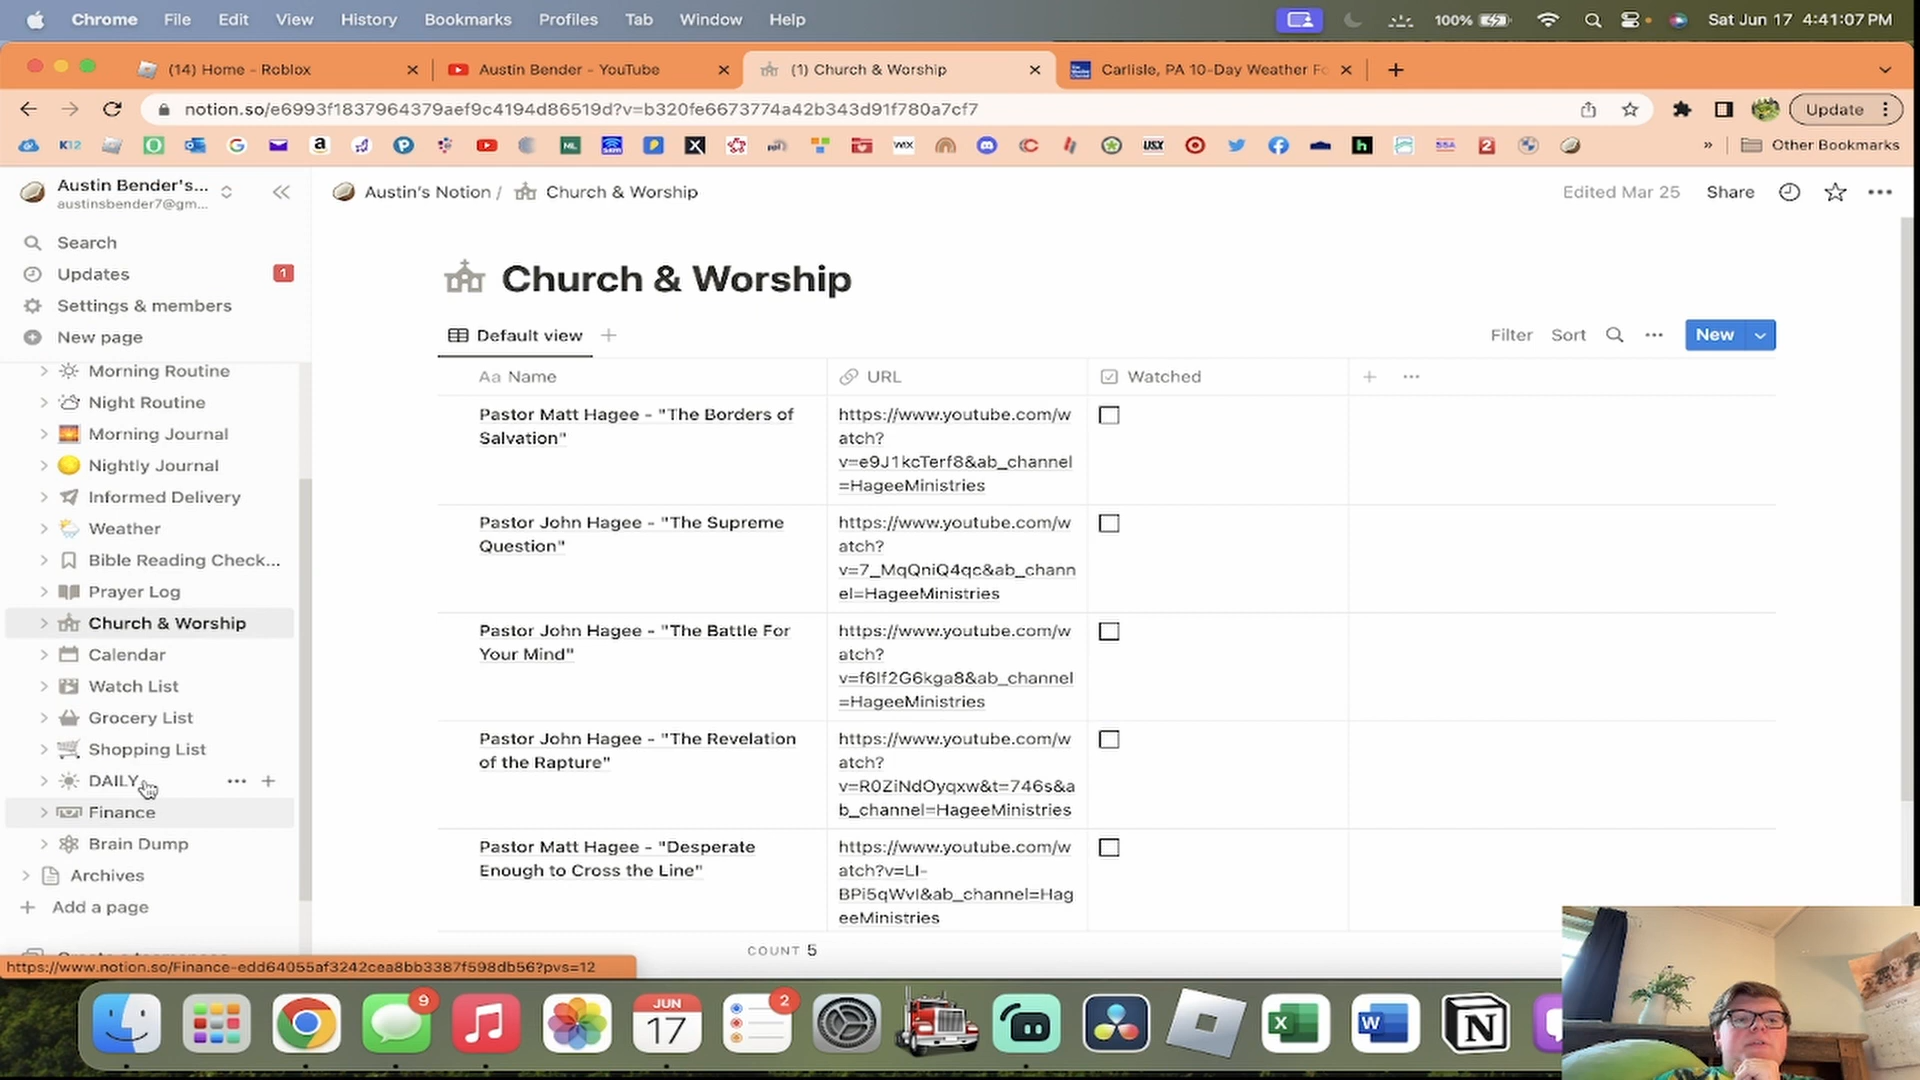 Chrome File Edit View History Bookmarks Profiles Tab Window Help 100% Sat Jun 17 4:41:07 PM
(14) Home - Roblox Austin Bender - YouTube (1) Church & Worship Carlisle, PA 10-Day Weather Fo
notion.so/e6993f1837964379aef9c4194d86519d?v=b320fe6673774a42b343d91f780a7cf7 Update
K12 NL WIX USX h SSA 2 » Other Bookmarks
Austin Bender's...
austinsbender7@gm...
Search
Updates 1
Settings & members
New page
Morning Routine
Night Routine
Morning Journal
Nightly Journal
Informed Delivery
Weather
Bible Reading Check...
Prayer Log
Church & Worship
Calendar
Watch List
Grocery List
Shopping List
DAILY
Finance
Brain Dump
Archives
Add a page
Austin's Notion / Church & Worship Edited Mar 25 Share
Church & Worship
Default view Filter Sort New
Aa Name URL Watched
Pastor Matt Hagee - "The Borders of
Salvation"
https://www.youtube.com/w
atch?
v=e9J1kcTerf8&ab_channel
=HageeMinistries
Pastor John Hagee - "The Supreme
Question"
https://www.youtube.com/w
atch?
v=7_MqQniQ4qc&ab_chann
el=HageeMinistries
Pastor John Hagee - "The Battle For
Your Mind"
https://www.youtube.com/w
atch?
v=f6lf2G6kga8&ab_channel
=HageeMinistries
Pastor John Hagee - "The Revelation
of the Rapture"
https://www.youtube.com/w
atch?
v=R0ZiNdOyqxw&t=746s&a
b_channel=HageeMinistries
Pastor Matt Hagee - "Desperate
Enough to Cross the Line"
https://www.youtube.com/w
atch?v=LI-
BPi5qWvI&ab_channel=Hag
eeMinistries
COUNT 5
https://www.notion.so/Finance-edd64055af3242cea8bb3387f598db56?pvs=12
9 JUN 17 2 X W N